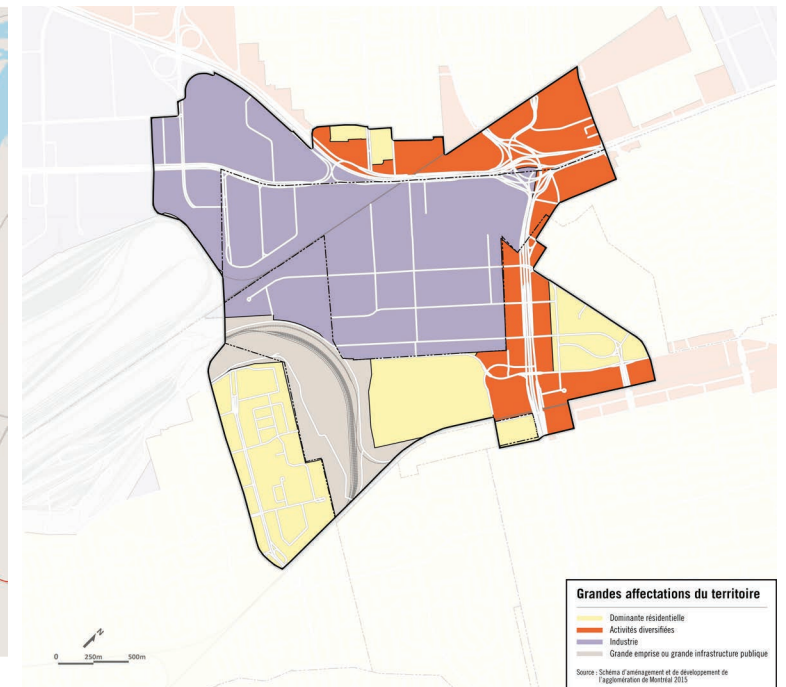 Grandes affectations du territoire
Dominante résidentielle
Activités diversifiées
Industrie
Grande emprise ou grande infrastructure publique
Source : Schéma d'aménagement et de développement de
l'agglomération de Montréal 2015
N
0 250m 500m